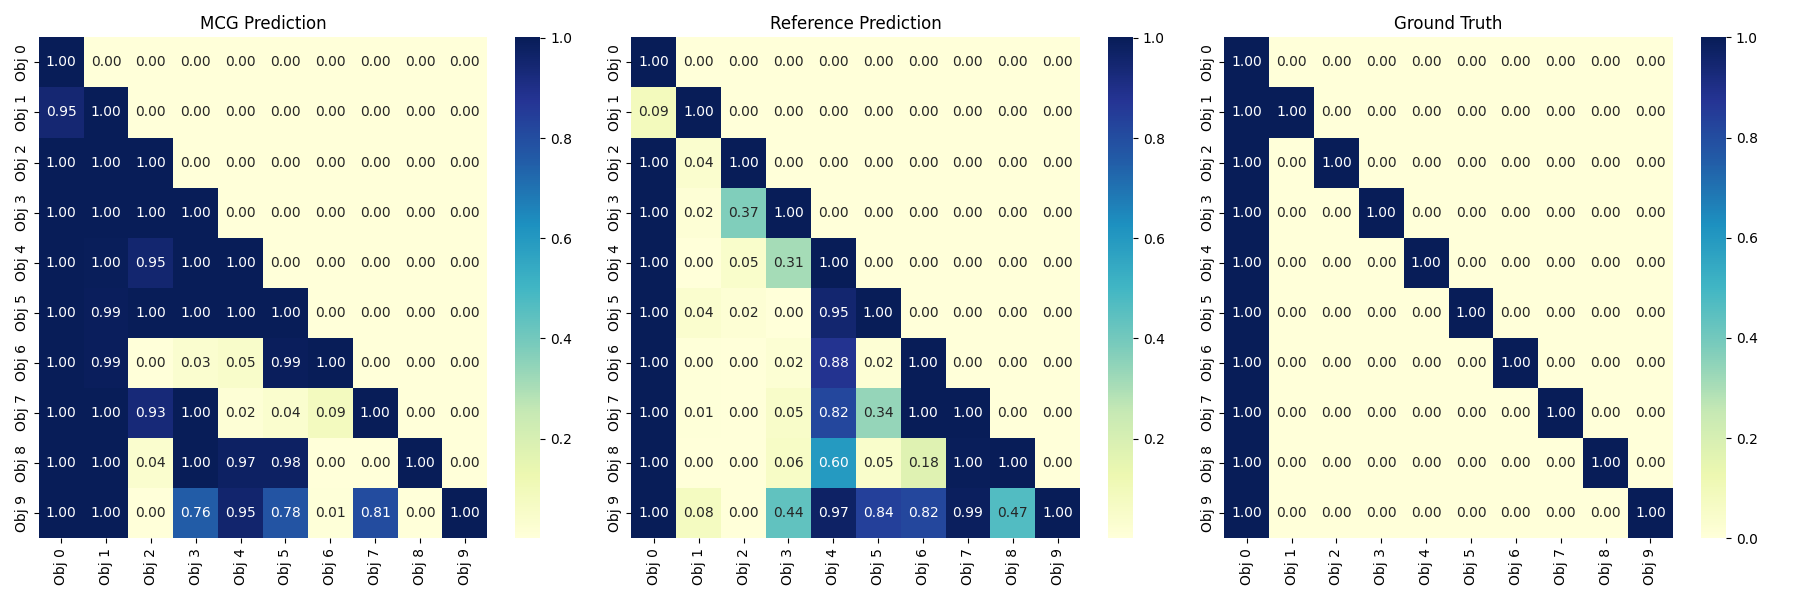 MCG Prediction
Obj 0 1.00 0.00 0.00 0.00 0.00 0.00 0.00 0.00 0.00 0.00
Obj 1 0.95 1.00 0.00 0.00 0.00 0.00 0.00 0.00 0.00 0.00
Obj 2 1.00 1.00 1.00 0.00 0.00 0.00 0.00 0.00 0.00 0.00
Obj 3 1.00 1.00 1.00 1.00 0.00 0.00 0.00 0.00 0.00 0.00
Obj 4 1.00 1.00 0.95 1.00 1.00 0.00 0.00 0.00 0.00 0.00
Obj 5 1.00 0.99 1.00 1.00 1.00 1.00 0.00 0.00 0.00 0.00
Obj 6 1.00 0.99 0.00 0.03 0.05 0.99 1.00 0.00 0.00 0.00
Obj 7 1.00 1.00 0.93 1.00 0.02 0.04 0.09 1.00 0.00 0.00
Obj 8 1.00 1.00 0.04 1.00 0.97 0.98 0.00 0.00 1.00 0.00
Obj 9 1.00 1.00 0.00 0.76 0.95 0.78 0.01 0.81 0.00 1.00
Obj 0 Obj 1 Obj 2 Obj 3 Obj 4 Obj 5 Obj 6 Obj 7 Obj 8 Obj 9
1.0
0.8
0.6
0.4
0.2
Reference Prediction
Obj 0 1.00 0.00 0.00 0.00 0.00 0.00 0.00 0.00 0.00 0.00
Obj 1 0.09 1.00 0.00 0.00 0.00 0.00 0.00 0.00 0.00 0.00
Obj 2 1.00 0.04 1.00 0.00 0.00 0.00 0.00 0.00 0.00 0.00
Obj 3 1.00 0.02 0.37 1.00 0.00 0.00 0.00 0.00 0.00 0.00
Obj 4 1.00 0.00 0.05 0.31 1.00 0.00 0.00 0.00 0.00 0.00
Obj 5 1.00 0.04 0.02 0.00 0.95 1.00 0.00 0.00 0.00 0.00
Obj 6 1.00 0.00 0.00 0.02 0.88 0.02 1.00 0.00 0.00 0.00
Obj 7 1.00 0.01 0.00 0.05 0.82 0.34 1.00 1.00 0.00 0.00
Obj 8 1.00 0.00 0.00 0.06 0.60 0.05 0.18 1.00 1.00 0.00
Obj 9 1.00 0.08 0.00 0.44 0.97 0.84 0.82 0.99 0.47 1.00
Obj 0 Obj 1 Obj 2 Obj 3 Obj 4 Obj 5 Obj 6 Obj 7 Obj 8 Obj 9
1.0
0.8
0.6
0.4
0.2
Ground Truth
Obj 0 1.00 0.00 0.00 0.00 0.00 0.00 0.00 0.00 0.00 0.00
Obj 1 1.00 1.00 0.00 0.00 0.00 0.00 0.00 0.00 0.00 0.00
Obj 2 1.00 0.00 1.00 0.00 0.00 0.00 0.00 0.00 0.00 0.00
Obj 3 1.00 0.00 0.00 1.00 0.00 0.00 0.00 0.00 0.00 0.00
Obj 4 1.00 0.00 0.00 0.00 1.00 0.00 0.00 0.00 0.00 0.00
Obj 5 1.00 0.00 0.00 0.00 0.00 1.00 0.00 0.00 0.00 0.00
Obj 6 1.00 0.00 0.00 0.00 0.00 0.00 1.00 0.00 0.00 0.00
Obj 7 1.00 0.00 0.00 0.00 0.00 0.00 0.00 1.00 0.00 0.00
Obj 8 1.00 0.00 0.00 0.00 0.00 0.00 0.00 0.00 1.00 0.00
Obj 9 1.00 0.00 0.00 0.00 0.00 0.00 0.00 0.00 0.00 1.00
Obj 0 Obj 1 Obj 2 Obj 3 Obj 4 Obj 5 Obj 6 Obj 7 Obj 8 Obj 9
1.0
0.8
0.6
0.4
0.2
0.0